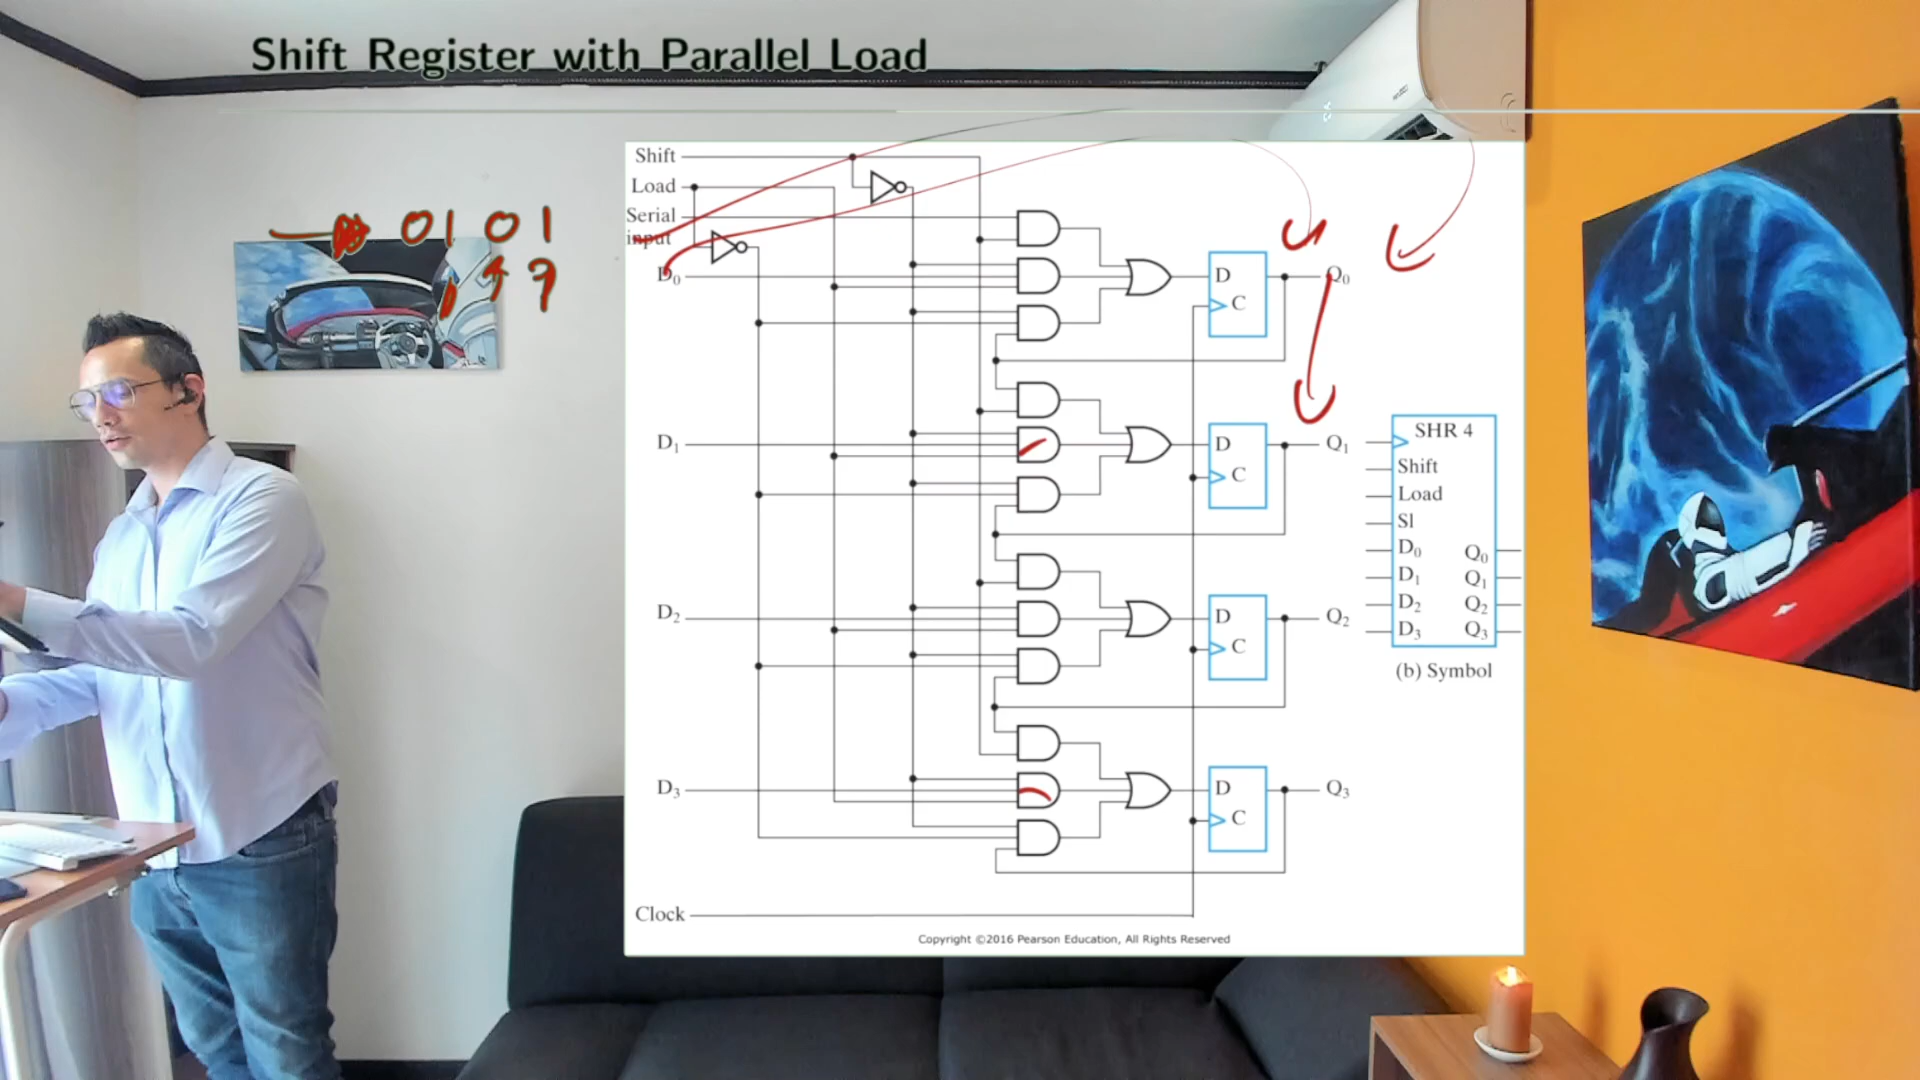 Shift Register with Parallel Load
Shift
Load
Serial
input
D0
D C Q0
D1
D C Q1
D2
D C Q2
D3
D C Q3
Clock
SHR 4
Shift
Load
SI
D0 Q0
D1 Q1
D2 Q2
D3 Q3
(b) Symbol
Copyright ©2016 Pearson Education, All Rights Reserved
0101